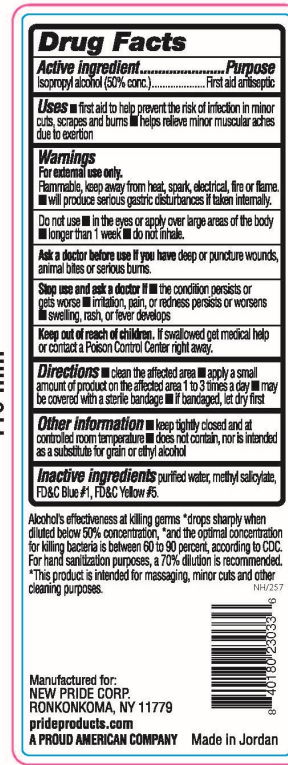 Drug Facts
Active ingredient........................Purpose
Isopropyl alcohol (50% conc.)....................First aid antiseptic
Uses ■ first aid to help prevent the risk of infection in minor
cuts, scrapes and burns ■ helps relieve minor muscular aches
due to exertion
Warnings
For external use only.
Flammable, keep away from heat, spark, electrical, fire or flame.
■ will produce serious gastric disturbances if taken internally.
Do not use ■ in the eyes or apply over large areas of the body
■ longer than 1 week ■ do not inhale.
Ask a doctor before use if you have deep or puncture wounds,
animal bites or serious burns.
Stop use and ask a doctor if ■ the condition persists or
gets worse ■ irritation, pain, or redness persists or worsens
■ swelling, rash, or fever develops
Keep out of reach of children. If swallowed get medical help
or contact a Poison Control Center right away.
Directions ■ clean the affected area ■ apply a small
amount of product on the affected area 1 to 3 times a day ■ may
be covered with a sterile bandage ■ if bandaged, let dry first
Other information ■ keep tightly closed and at
controlled room temperature ■ does not contain, nor is intended
as a substitute for grain or ethyl alcohol
Inactive ingredients purified water, methyl salicylate,
FD&C Blue #1, FD&C Yellow #5.
Alcohol's effectiveness at killing germs *drops sharply when
diluted below 50% concentration, *and the optimal concentration
for killing bacteria is between 60 to 90 percent, according to CDC.
For hand sanitization purposes, a 70% dilution is recommended.
*This product is intended for massaging, minor cuts and other
cleaning purposes.
NH/257
8 40180 23033 6
Manufactured for:
NEW PRIDE CORP.
RONKONKOMA, NY 11779
prideproducts.com
A PROUD AMERICAN COMPANY Made in Jordan